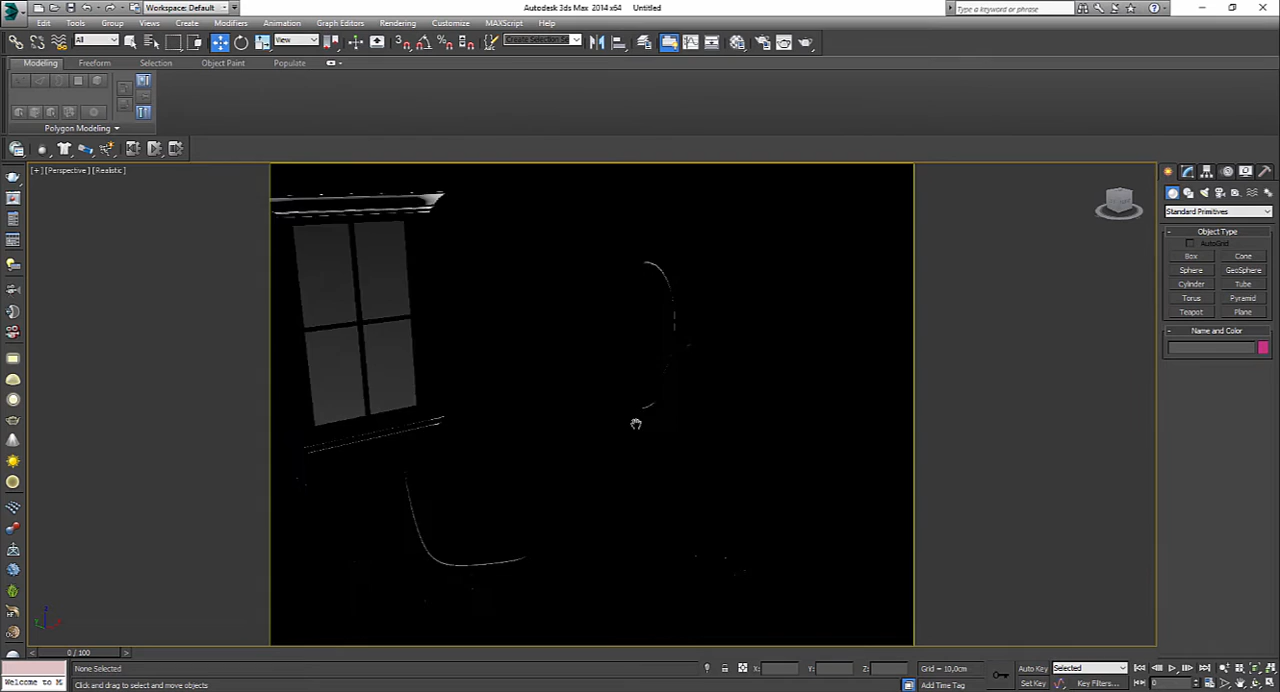 Workspace: Default
Autodesk 3ds Max 2014 x64
Untitled
Type a keyword or phrase
Edit Tools Group Views Create Modifiers Animation Graph Editors Rendering Customize MAXScript Help
All
View
Create Selection Se
Modeling Freeform Selection Object Paint Populate
Polygon Modeling
[+] [Perspective] [Realistic]
Standard Primitives
- Object Type
AutoGrid
Box Cone
Sphere GeoSphere
Cylinder Tube
Torus Pyramid
Teapot Plane
- Name and Color
0 / 100
None Selected
X: Y: Z: Grid = 10,0cm
Auto Key Selected
Welcome to M
Click and drag to select and move objects
Add Time Tag
Set Key Key Filters...
0